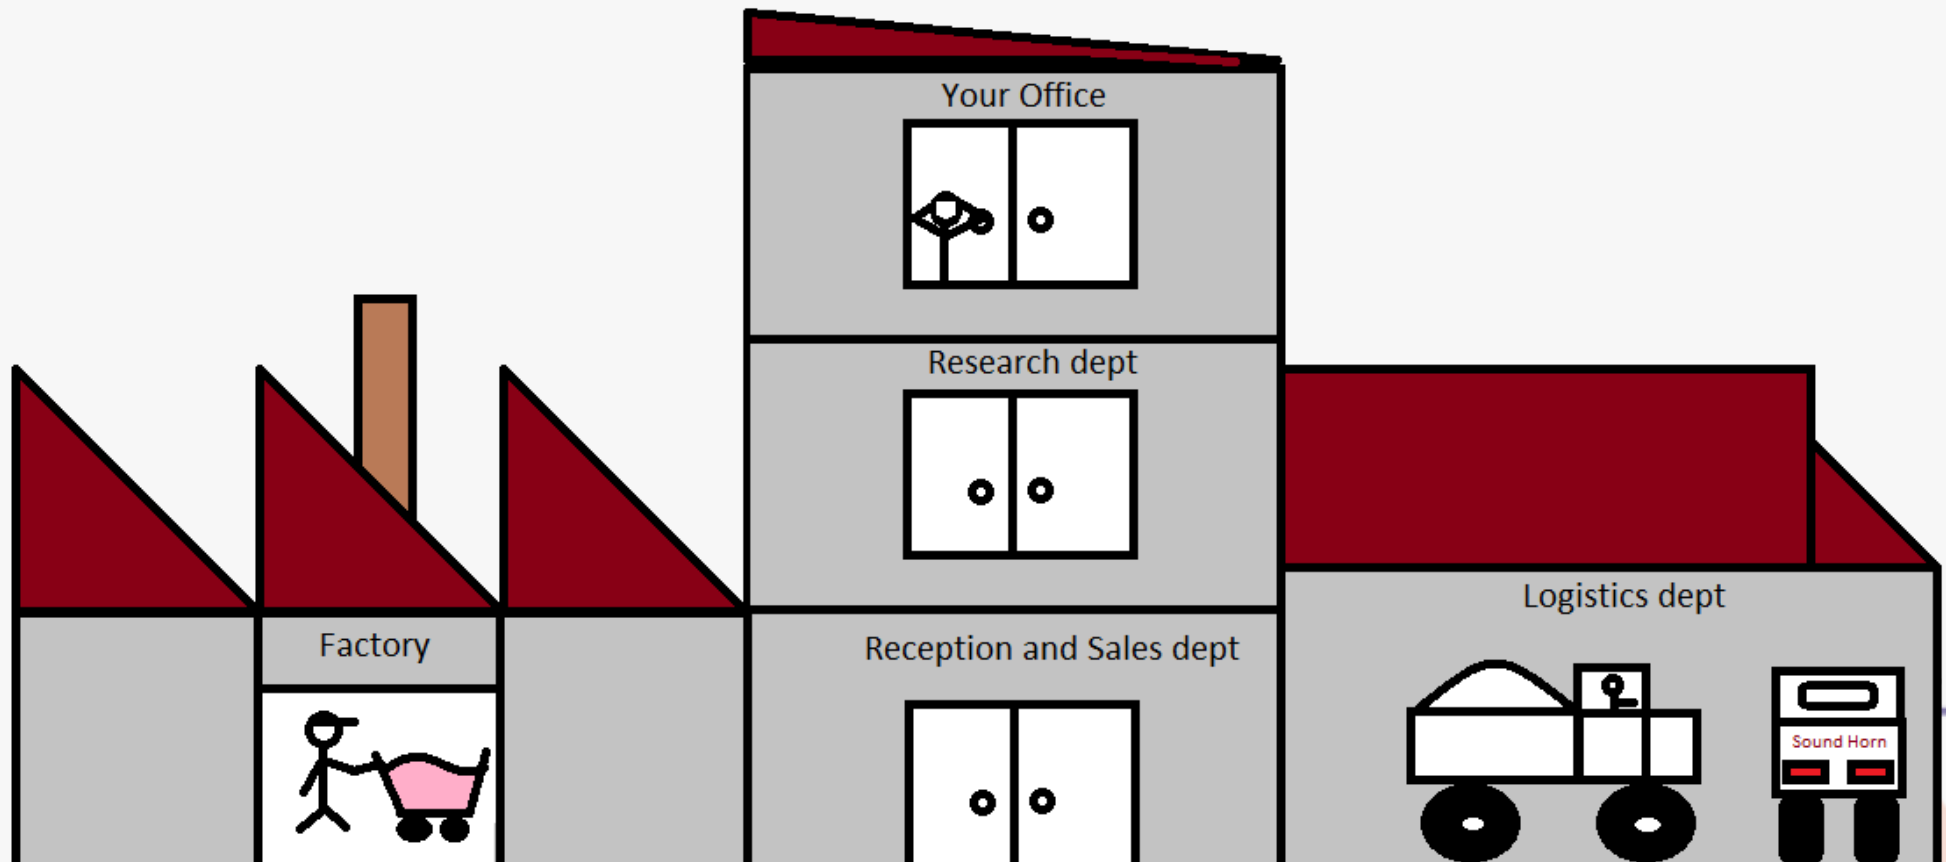 Your Office
Research dept
Logistics dept
Factory
Reception and Sales dept
Sound Horn